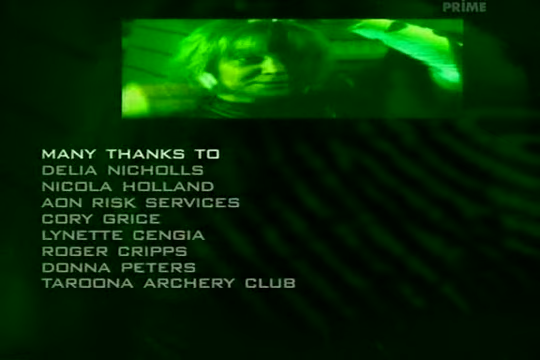 PRIME
MANY THANKS TO
DELIA NICHOLLS
NICOLA HOLLAND
AON RISK SERVICES
CORY GRICE
LYNETTE CENGIA
ROGER CRIPPS
DONNA PETERS
TAROONA ARCHERY CLUB